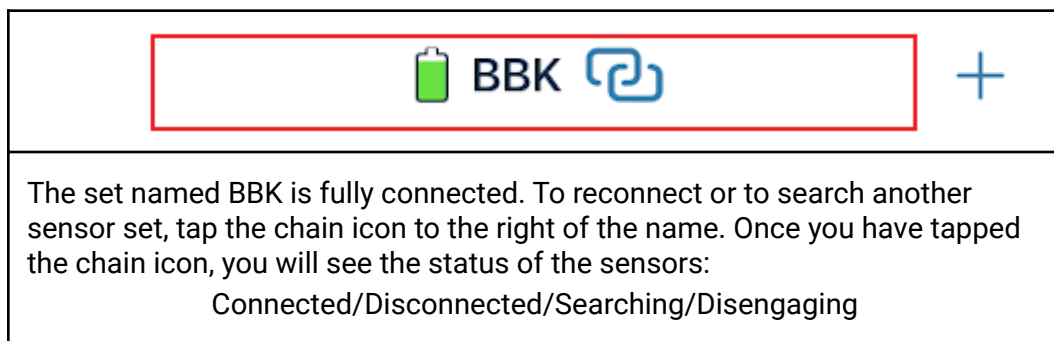 BBK
The set named BBK is fully connected. To reconnect or to search another
sensor set, tap the chain icon to the right of the name. Once you have tapped
the chain icon, you will see the status of the sensors:
Connected/Disconnected/Searching/Disengaging